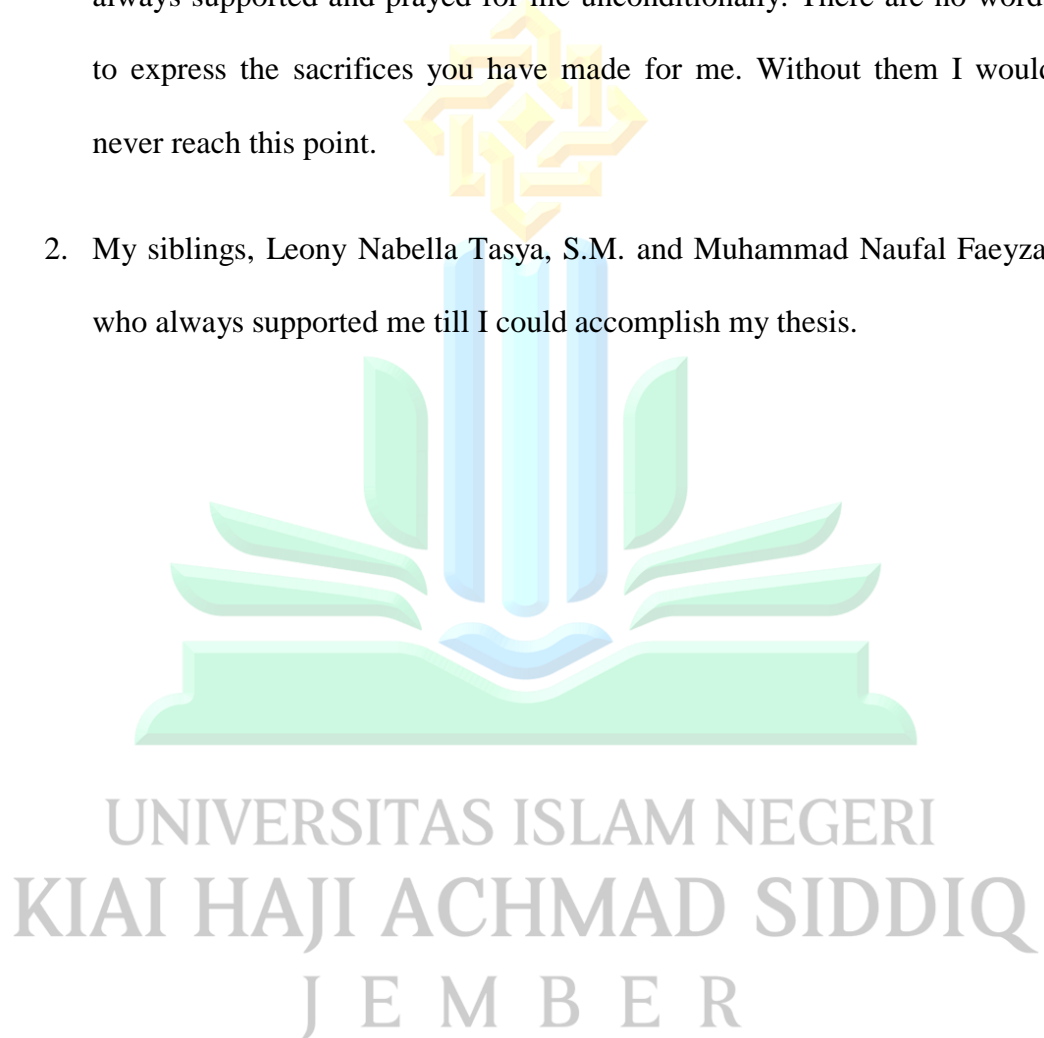 always supported and prayed for me unconditionally. There are no word
to express the sacrifices you have made for me. Without them I would
never reach this point.
2. My siblings, Leony Nabella Tasya, S.M. and Muhammad Naufal Faeyza
who always supported me till I could accomplish my thesis.
UNIVERSITAS ISLAM NEGERI
KIAI HAJI ACHMAD SIDDIQ
JEMBER